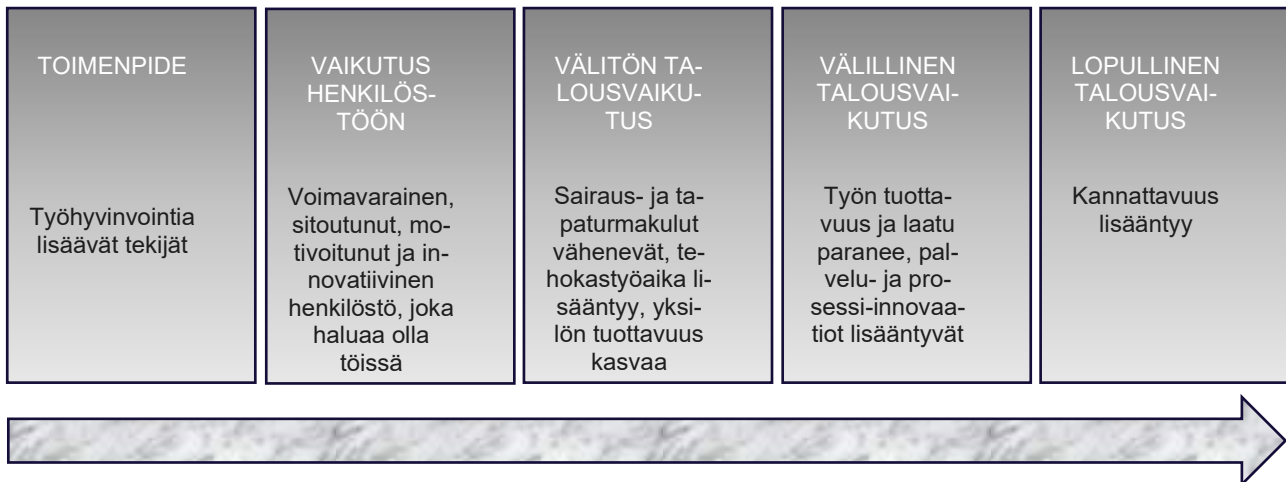 TOIMENPIDE
Työhyvinvointia
lisäävät tekijät
VAIKUTUS
HENKILÖS-
TÖÖN
Voimavarainen,
sitoutunut, mo-
tivoitunut ja in-
novatiivinen
henkilöstö, joka
haluaa olla
töissä
VÄLITÖN TA-
LOUSVAIKU-
TUS
Sairaus- ja ta-
paturmakulut
vähenevät, te-
hokastyöaika li-
sääntyy, yksi-
lön tuottavuus
kasvaa
VÄLILLINEN
TALOUSVAI-
KUTUS
Työn tuotta-
vuus ja laatu
paranee, pal-
velu- ja pro-
sessi-innovaa-
tiot lisääntyvät
LOPULLINEN
TALOUSVAI-
KUTUS
Kannattavuus
lisääntyy